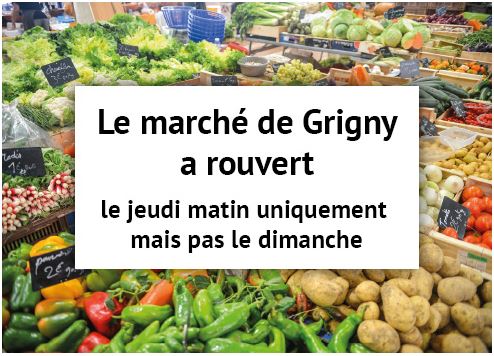 Le marché de Grigny
a rouvert
le jeudi matin uniquement
mais pas le dimanche